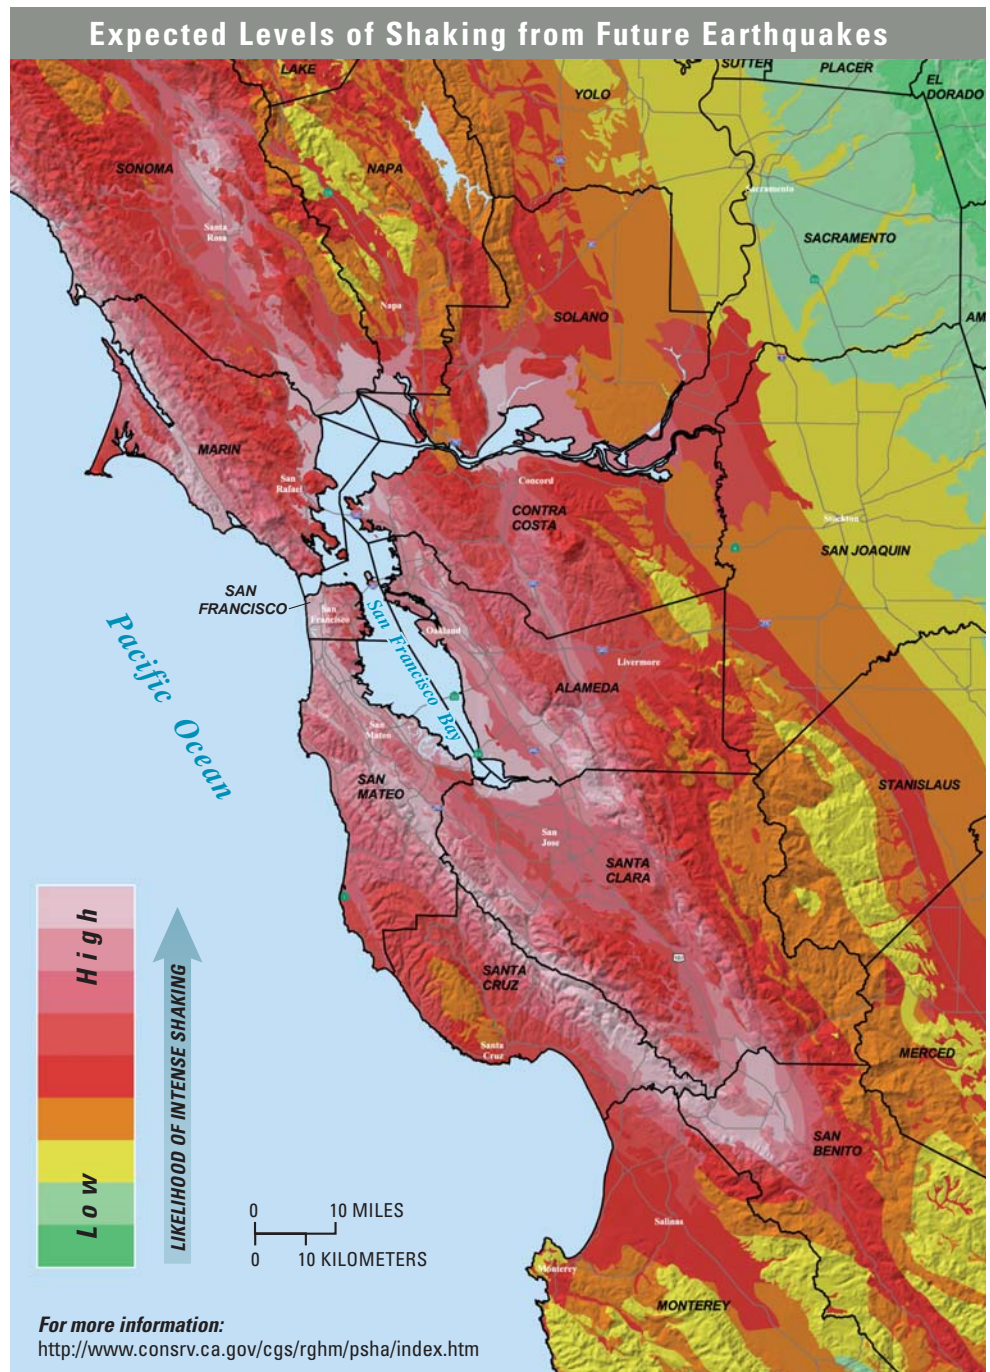 Expected Levels of Shaking from Future Earthquakes
LAKE
SUTTER
PLACER
EL
DORADO
YOLO
SONOMA
NAPA
Sacramento
Santa
Rosa
SACRAMENTO
Napa
SOLANO
AM
MARIN
San
Rafael
Concord
CONTRA
COSTA
Stockton
SAN JOAQUIN
SAN
FRANCISCO
San
Francisco
Oakland
San Francisco Bay
Pacific Ocean
Livermore
ALAMEDA
San
Mateo
SAN
MATEO
STANISLAUS
San
Jose
SANTA
CLARA
101
SANTA
CRUZ
Santa
Cruz
MERCED
SAN
BENITO
Salinas
Monterey
MONTEREY
High
Low
LIKELIHOOD OF INTENSE SHAKING
0 10 MILES
0 10 KILOMETERS
For more information:
http://www.consrv.ca.gov/cgs/rghm/psha/index.htm